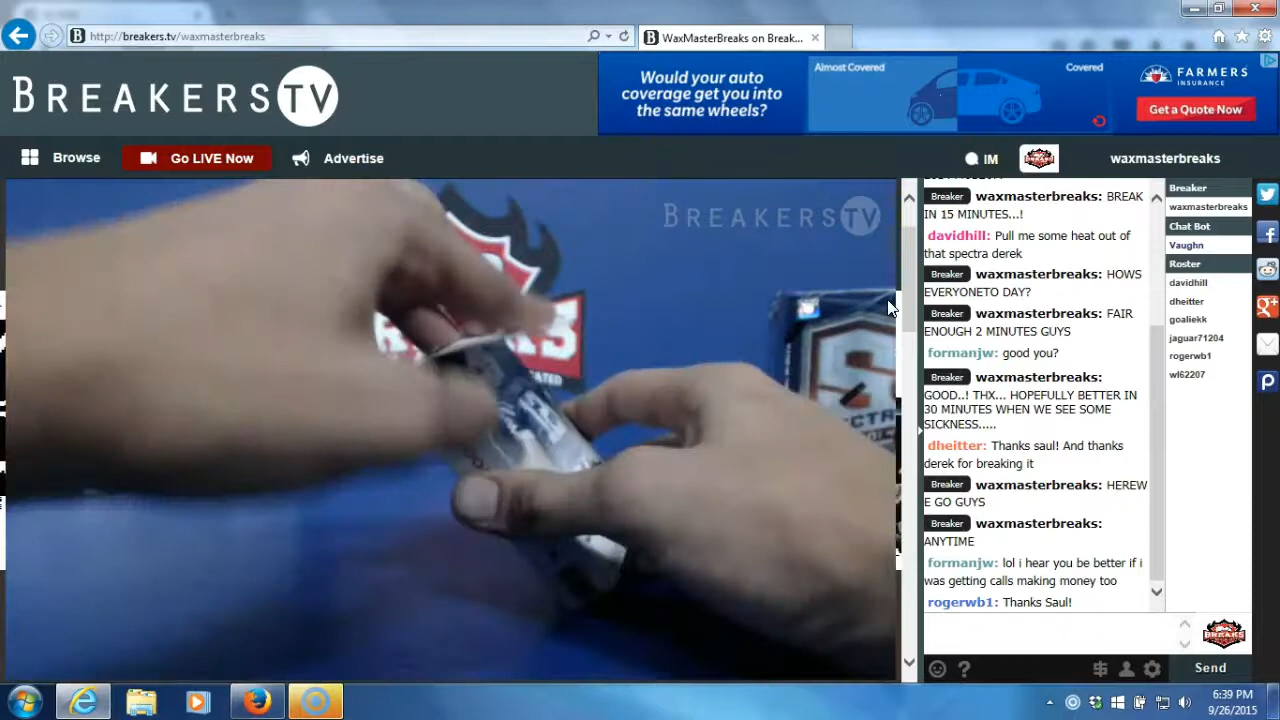 http://breakers.tv/waxmasterbreaks
WaxMasterBreaks on Break...
BREAKERS TV
Would your auto
coverage get you into
the same wheels?
Almost Covered
Covered
FARMERS
INSURANCE
Get a Quote Now
Browse
Go LIVE Now
Advertise
IM
waxmasterbreaks
BREAKERS TV
Breaker waxmasterbreaks: BREAK
IN 15 MINUTES...!
davidhill: Pull me some heat out of
that spectra derek
Breaker waxmasterbreaks: HOWS
EVERYONETO DAY?
Breaker waxmasterbreaks: FAIR
ENOUGH 2 MINUTES GUYS
formanjw: good you?
Breaker waxmasterbreaks:
GOOD..! THX... HOPEFULLY BETTER IN
30 MINUTES WHEN WE SEE SOME
SICKNESS.....
dheitter: Thanks saul! And thanks
derek for breaking it
Breaker waxmasterbreaks: HEREW
E GO GUYS
Breaker waxmasterbreaks:
ANYTIME
formanjw: lol i hear you be better if i
was getting calls making money too
rogerwb1: Thanks Saul!
Breaker
waxmasterbreaks
Chat Bot
Vaughn
Roster
davidhill
dheitter
goaliekk
jaguar71204
rogerwb1
wl62207
BREAKS
Send
6:39 PM
9/26/2015